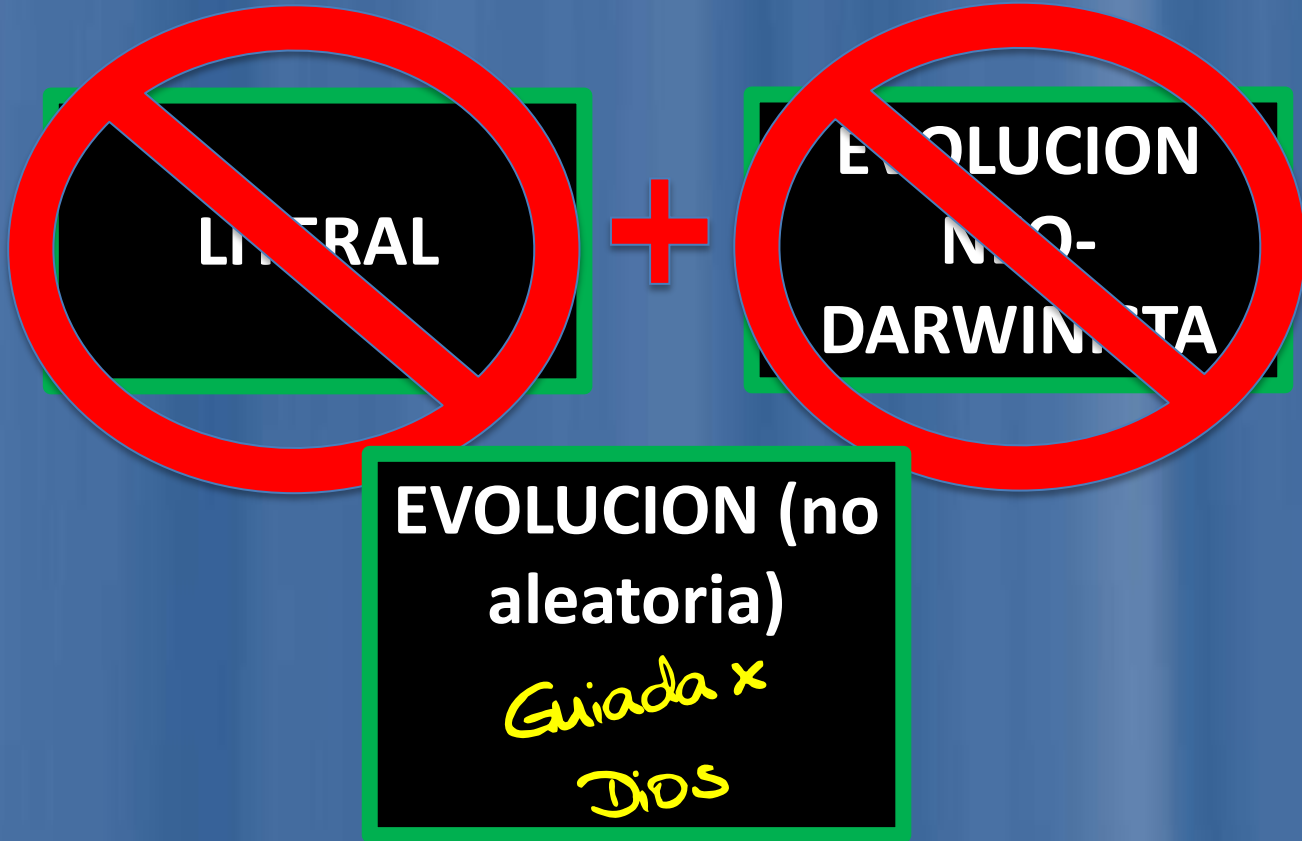 LITERAL
+
EVOLUCION
NEO-
DARWINISTA
EVOLUCION (no
aleatoria)
Guiada x
Dios